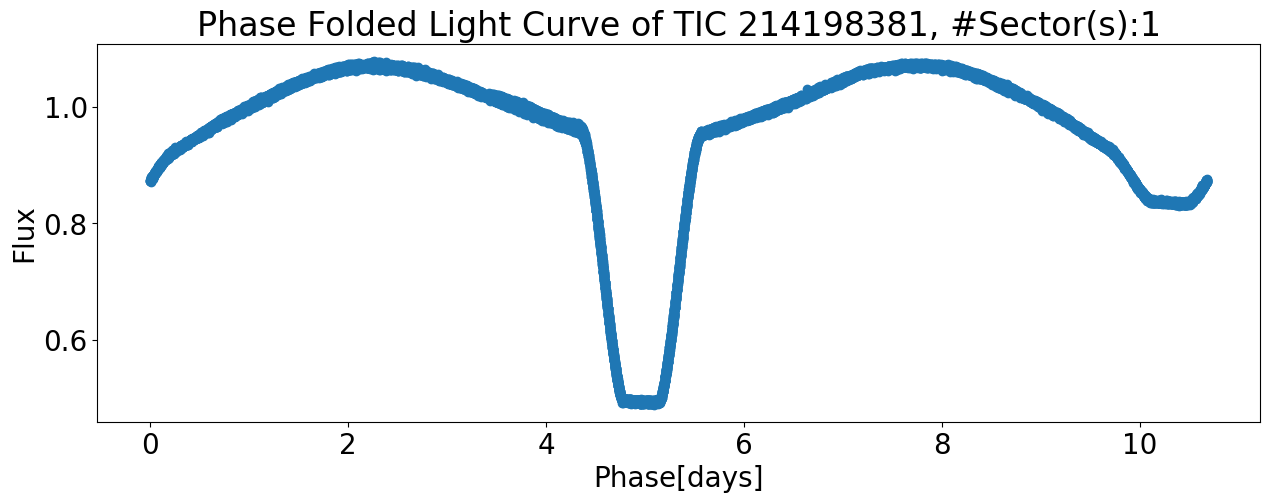 Phase Folded Light Curve of TIC 214198381, #Sector(s):1
1.0
0.8
0.6
Flux
0 2 4 6 8 10
Phase[days]